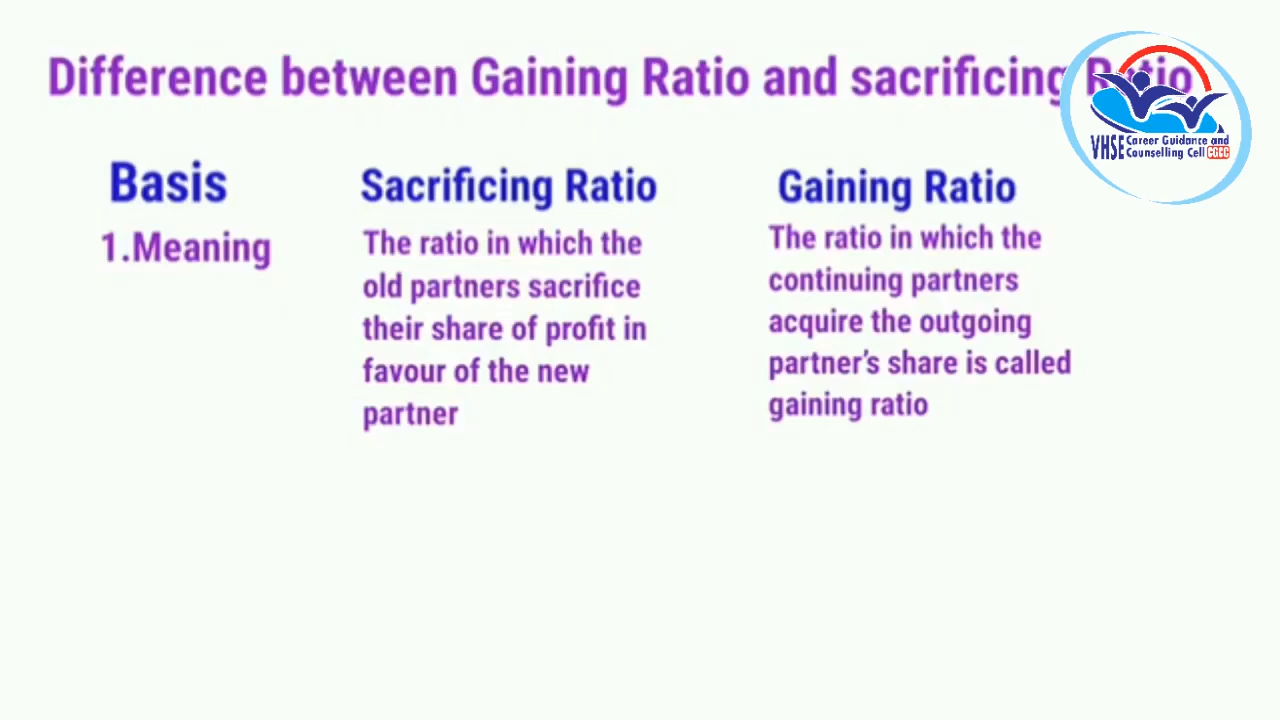 Difference between Gaining Ratio and sacrificing Ratio
VHSE Career Guidance and
Counselling Cell CGCC
Basis
Sacrificing Ratio
Gaining Ratio
1.Meaning
The ratio in which the
old partners sacrifice
their share of profit in
favour of the new
partner
The ratio in which the
continuing partners
acquire the outgoing
partner’s share is called
gaining ratio